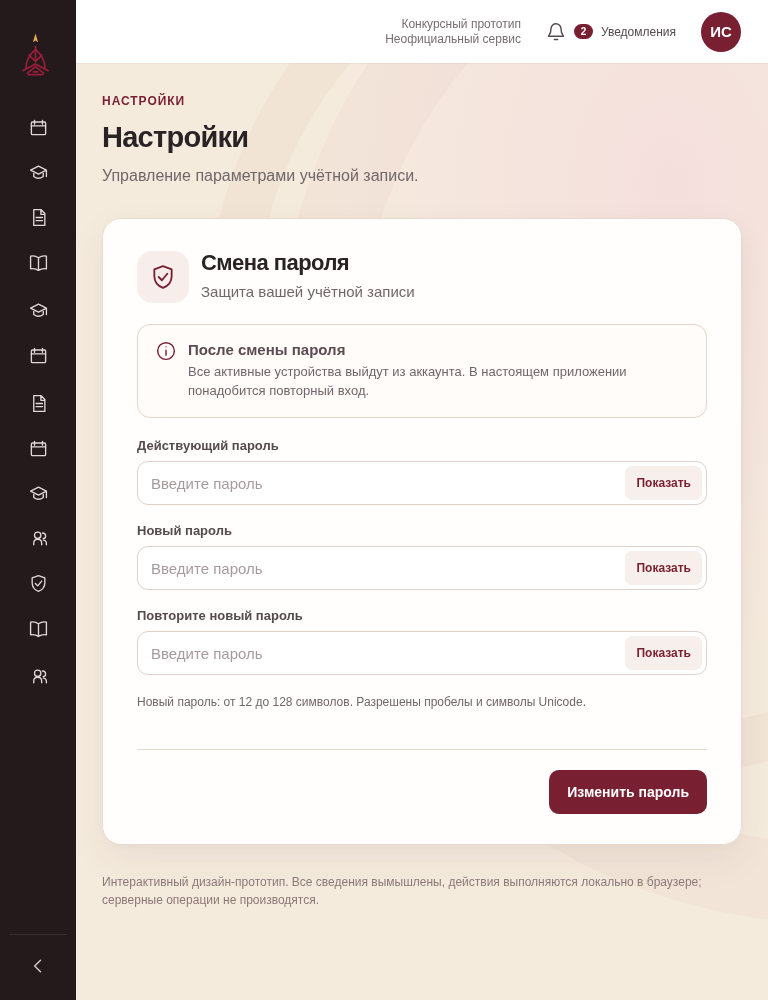 Конкурсный прототип
Неофициальный сервис
2
Уведомления
ИС
НАСТРОЙКИ
Настройки
Управление параметрами учётной записи.
Смена пароля
Защита вашей учётной записи
После смены пароля
Все активные устройства выйдут из аккаунта. В настоящем приложении
понадобится повторный вход.
Действующий пароль
Введите пароль
Показать
Новый пароль
Введите пароль
Показать
Повторите новый пароль
Введите пароль
Показать
Новый пароль: от 12 до 128 символов. Разрешены пробелы и символы Unicode.
Изменить пароль
Интерактивный дизайн-прототип. Все сведения вымышлены, действия выполняются локально в браузере;
серверные операции не производятся.